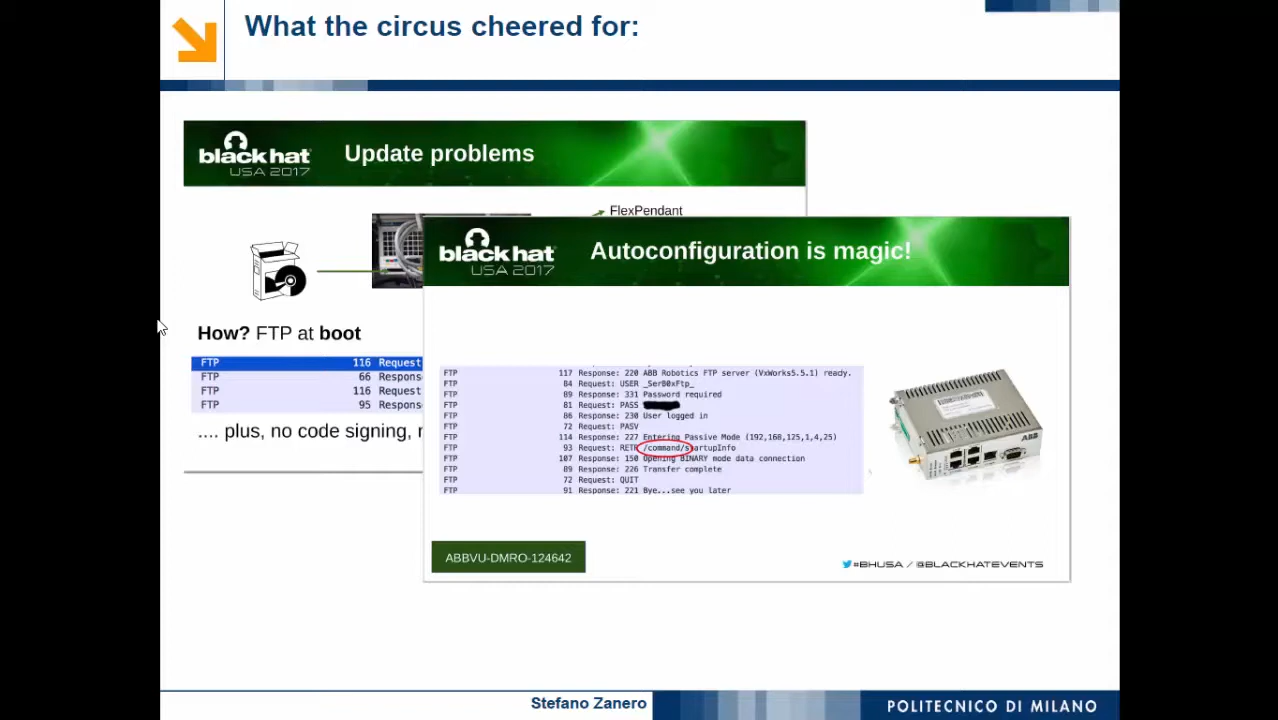 What the circus cheered for:
black hat
USA 2017
Update problems
FlexPendant
How? FTP at boot
FTP 116 Request
FTP 66 Respons
FTP 116 Request
FTP 95 Respons
.... plus, no code signing,
black hat
USA 2017
Autoconfiguration is magic!
FTP 117 Response: 220 ABB Robotics FTP server (VxWorks5.5.1) ready.
FTP 84 Request: USER _SerB0xFtp_
FTP 89 Response: 331 Password required
FTP 81 Request: PASS
FTP 86 Response: 230 User logged in
FTP 72 Request: PASV
FTP 114 Response: 227 Entering Passive Mode (192,168,125,1,4,25)
FTP 93 Request: RETR /command/startupInfo
FTP 107 Response: 150 Opening BINARY mode data connection
FTP 89 Response: 226 Transfer complete
FTP 72 Request: QUIT
FTP 91 Response: 221 Bye...see you later
ABB
ABBVU-DMRO-124642
#BHUSA / @BLACKHATEVENTS
Stefano Zanero
POLITECNICO DI MILANO